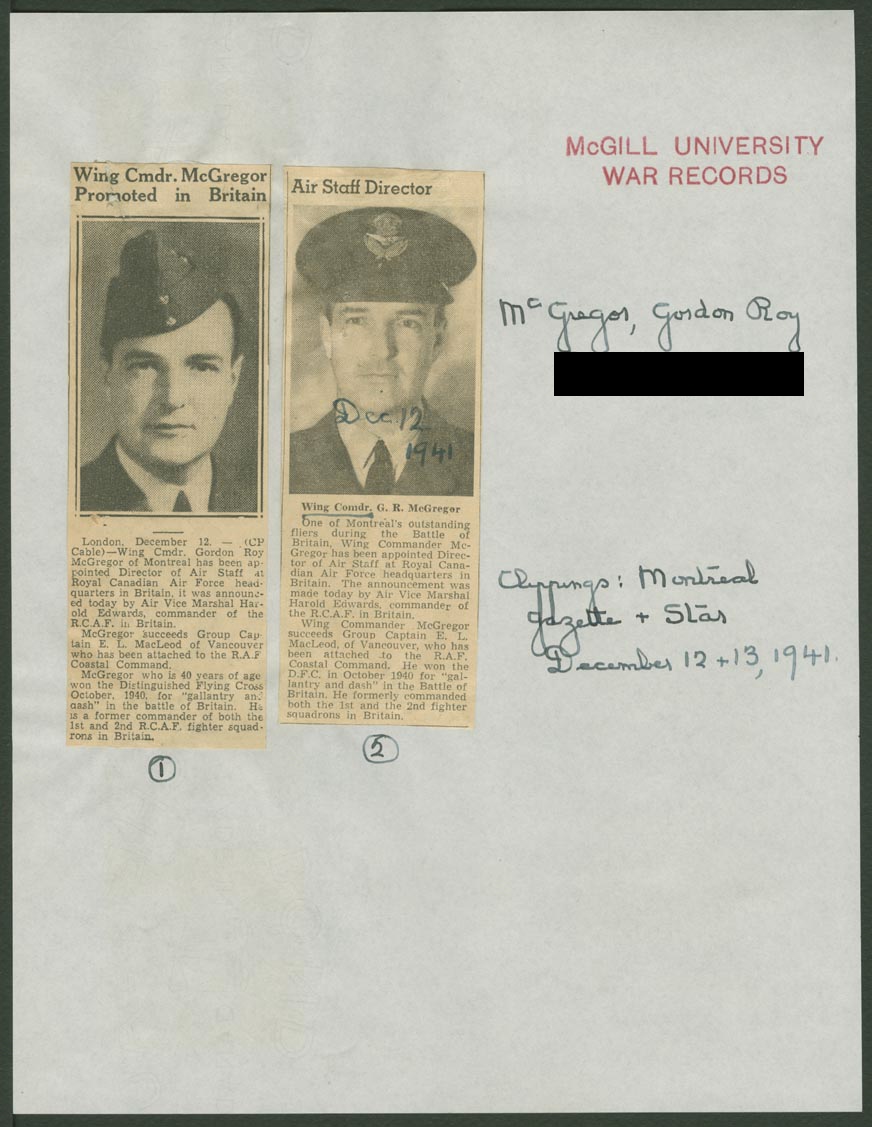 McGILL UNIVERSITY
WAR RECORDS
McGregor, Gordon Roy
Clippings: Montreal
Gazette + Star
December 12 + 13, 1941.
Wing Cmdr. McGregor
Promoted in Britain
London, December 12. — (CP
Cable)—Wing Cmdr. Gordon Roy
McGregor of Montreal has been ap-
pointed Director of Air Staff at
Royal Canadian Air Force head-
quarters in Britain, it was announc-
ed today by Air Vice Marshal Har-
old Edwards, commander of the
R.C.A.F. in Britain.
McGregor succeeds Group Cap-
tain E. L. MacLeod of Vancouver
who has been attached to the R.A.F
Coastal Command.
McGregor who is 40 years of age
won the Distinguished Flying Cross
October, 1940, for "gallantry and
dash" in the battle of Britain. He
is a former commander of both the
1st and 2nd R.C.A.F. fighter squad-
rons in Britain.
1
Air Staff Director
Dec. 12
1941
Wing Comdr. G. R. McGregor
One of Montreal's outstanding
fliers during the Battle of
Britain, Wing Commander Mc-
Gregor has been appointed Direc-
tor of Air Staff at Royal Cana-
dian Air Force headquarters in
Britain. The announcement was
made today by Air Vice Marshal
Harold Edwards, commander of
the R.C.A.F. in Britain.
Wing Commander McGregor
succeeds Group Captain E. L.
MacLeod, of Vancouver, who has
been attached to the R.A.F.
Coastal Command. He won the
D.F.C. in October 1940 for "gal-
lantry and dash" in the Battle of
Britain. He formerly commanded
both the 1st and the 2nd fighter
squadrons in Britain.
2